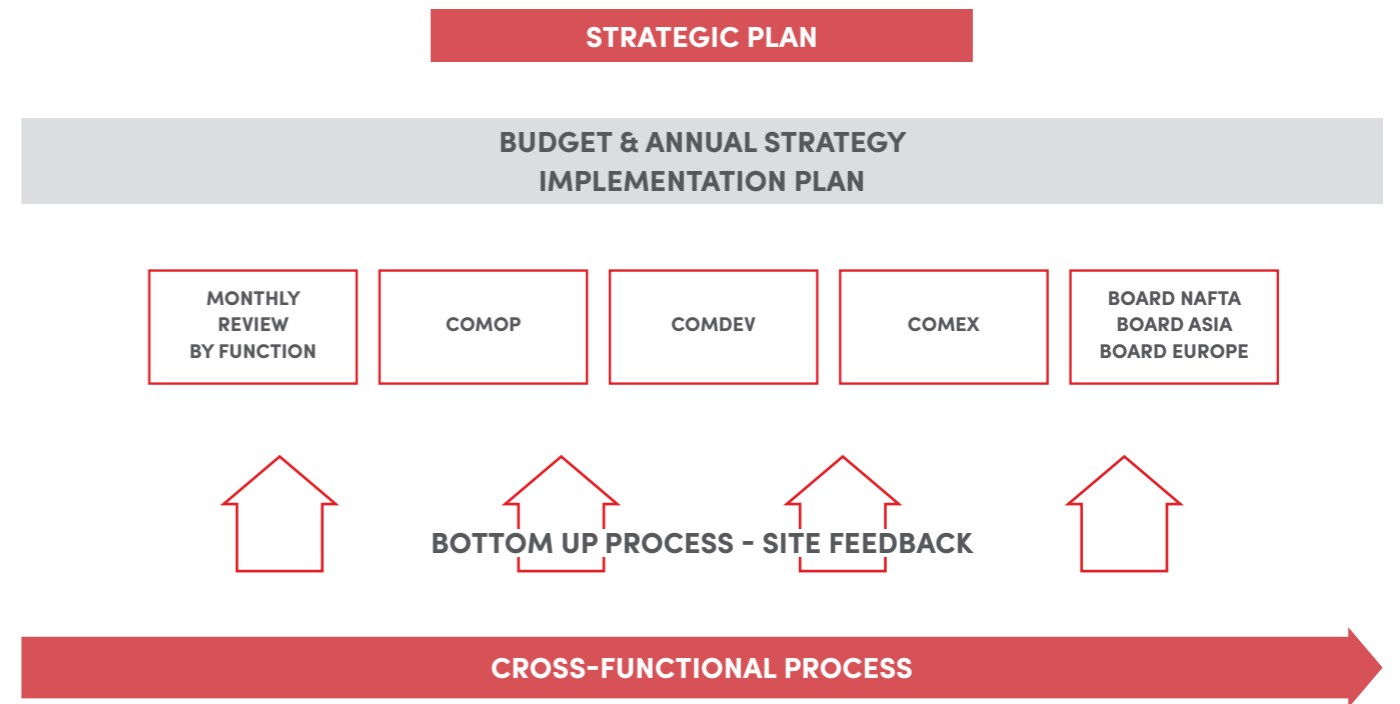 STRATEGIC PLAN
BUDGET & ANNUAL STRATEGY
IMPLEMENTATION PLAN
MONTHLY
REVIEW
BY FUNCTION
COMOP
COMDEV
COMEX
BOARD NAFTA
BOARD ASIA
BOARD EUROPE
BOTTOM UP PROCESS - SITE FEEDBACK
CROSS-FUNCTIONAL PROCESS